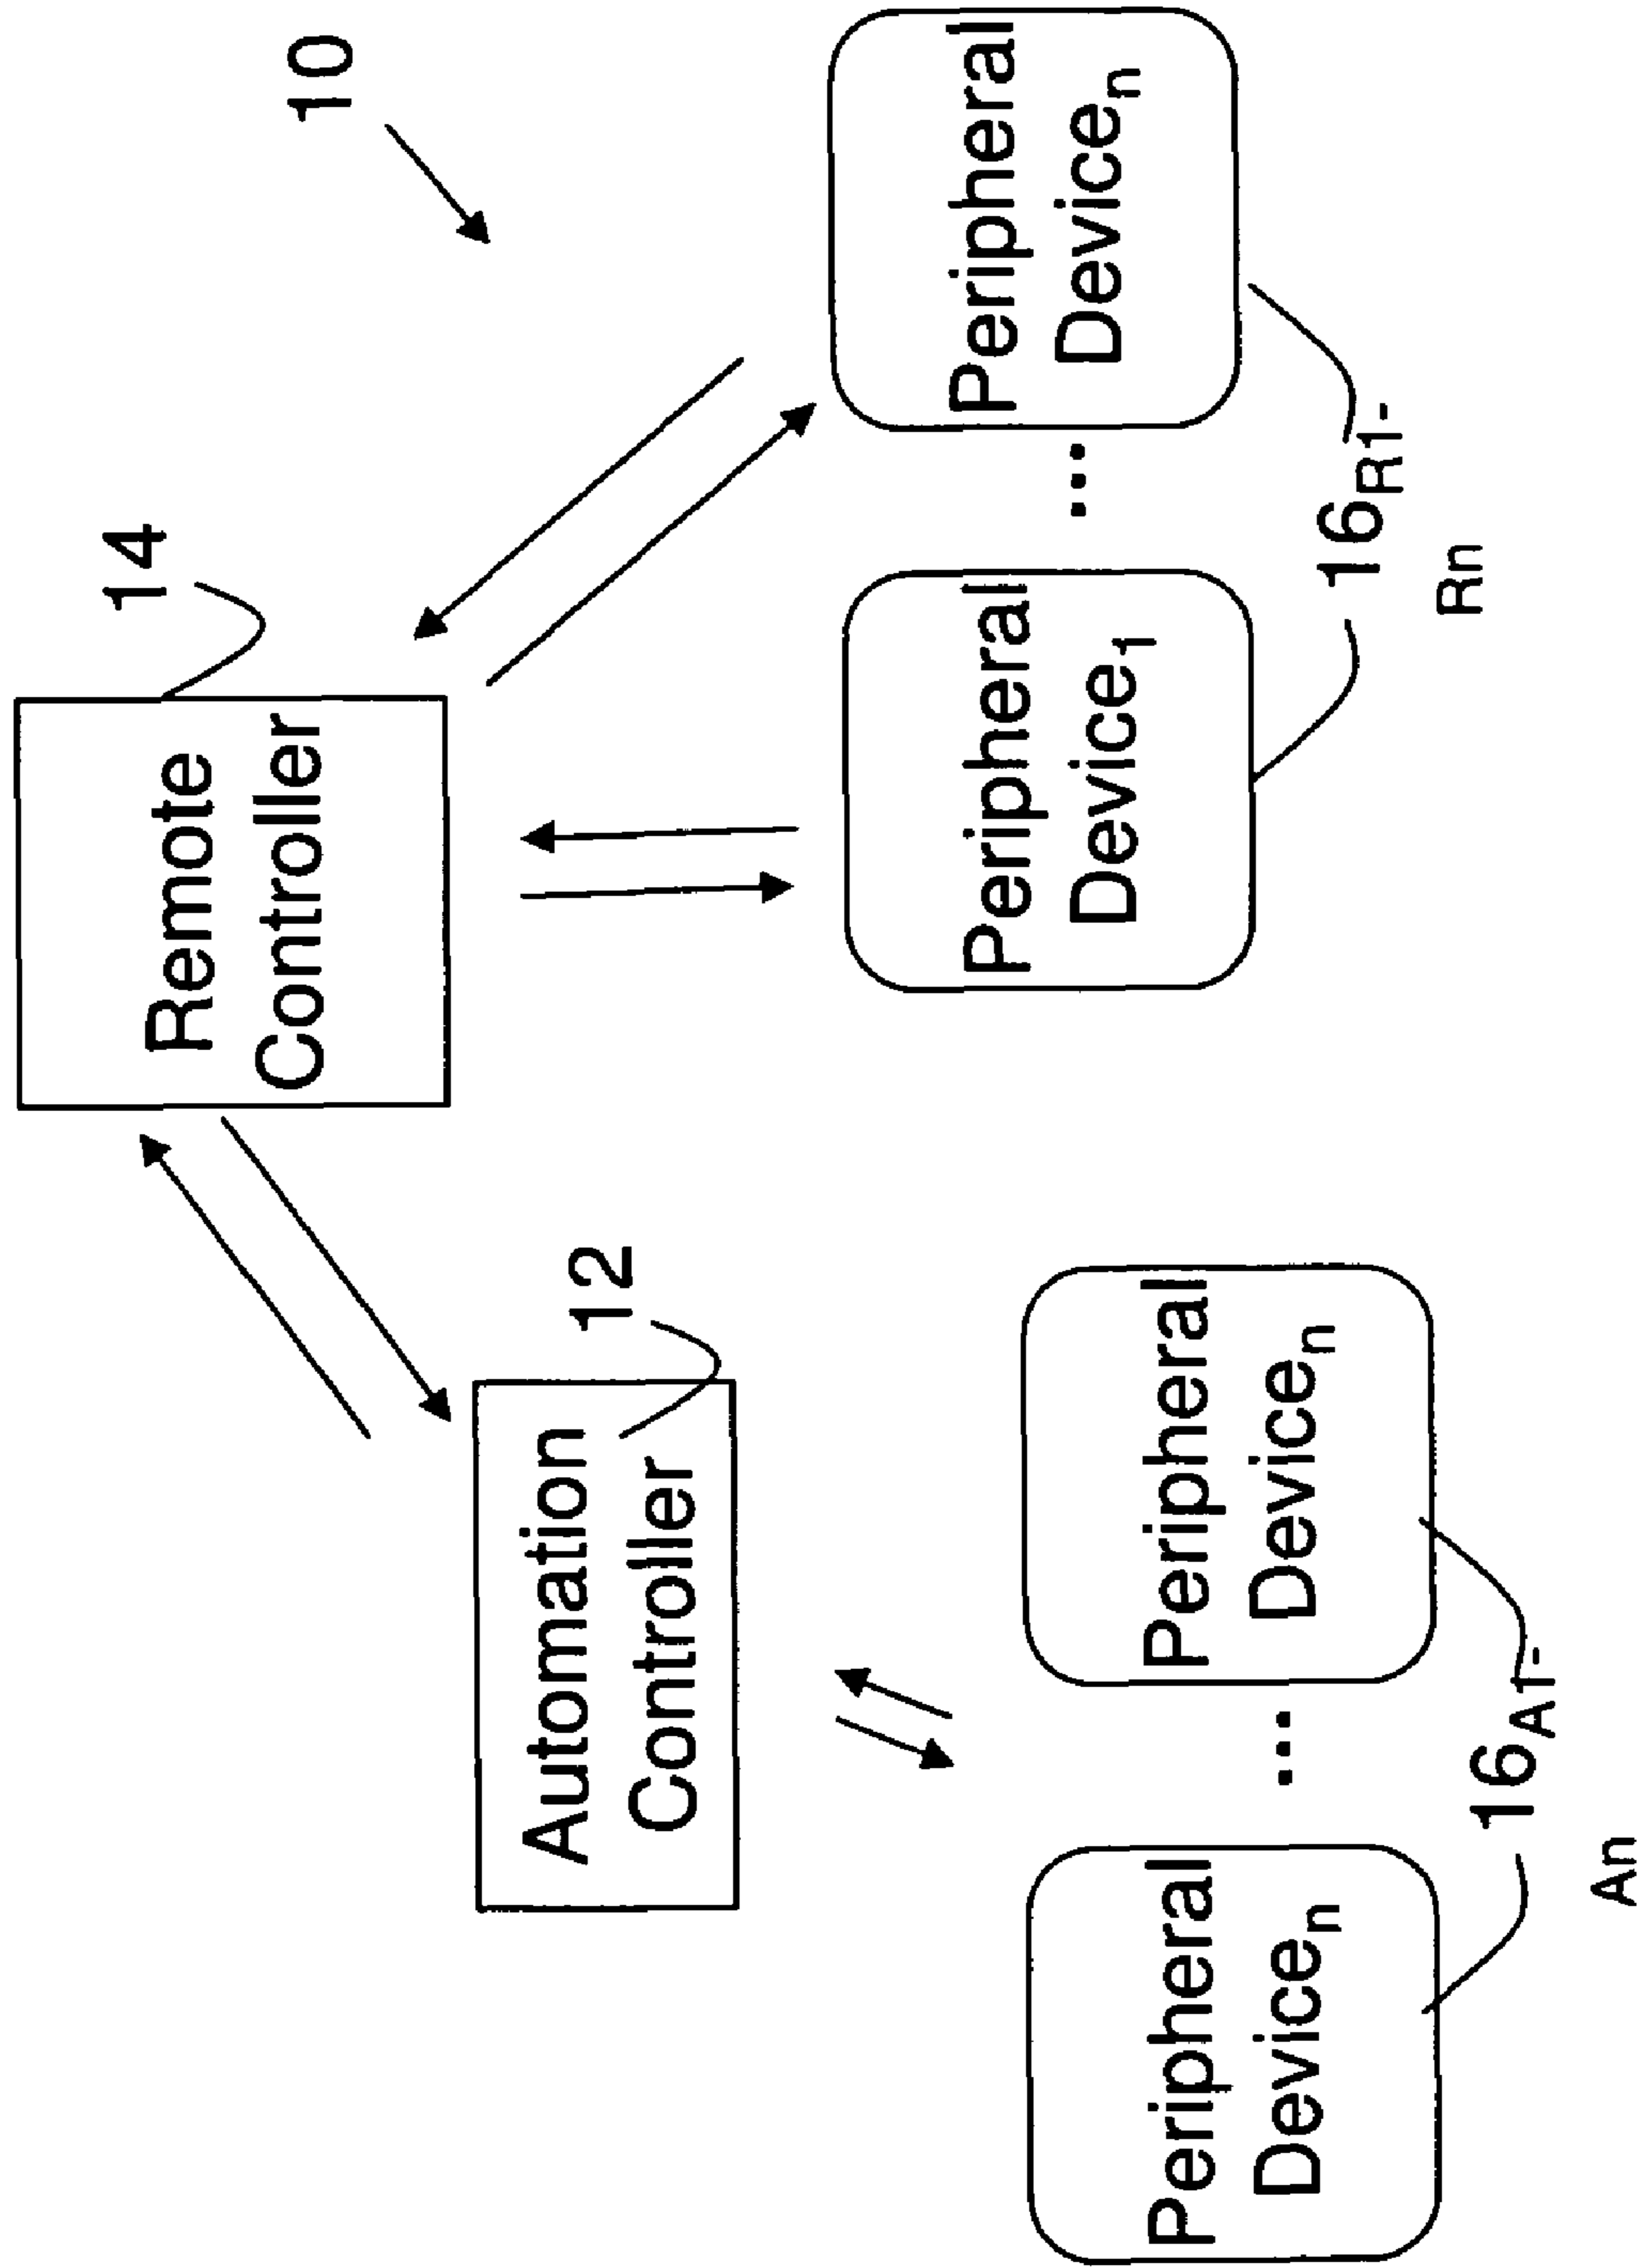 10
14
Remote
Controller
12
Automation
Controller
Peripheral
Device1
...
Peripheral
Devicen
16R1-
Rn
Peripheral
Devicen
...
Peripheral
Devicen
16A1-
An